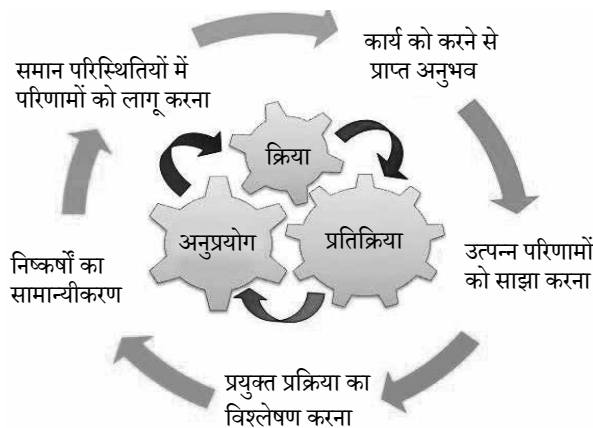 कार्य को करने से
प्राप्त अनुभव
समान परिस्थितियों में
परिणामों को लागू करना
क्रिया
अनुप्रयोग
प्रतिक्रिया
उत्पन्न परिणामों
को साझा करना
निष्कर्षों का
सामान्यीकरण
प्रयुक्त प्रक्रिया का
विश्लेषण करना